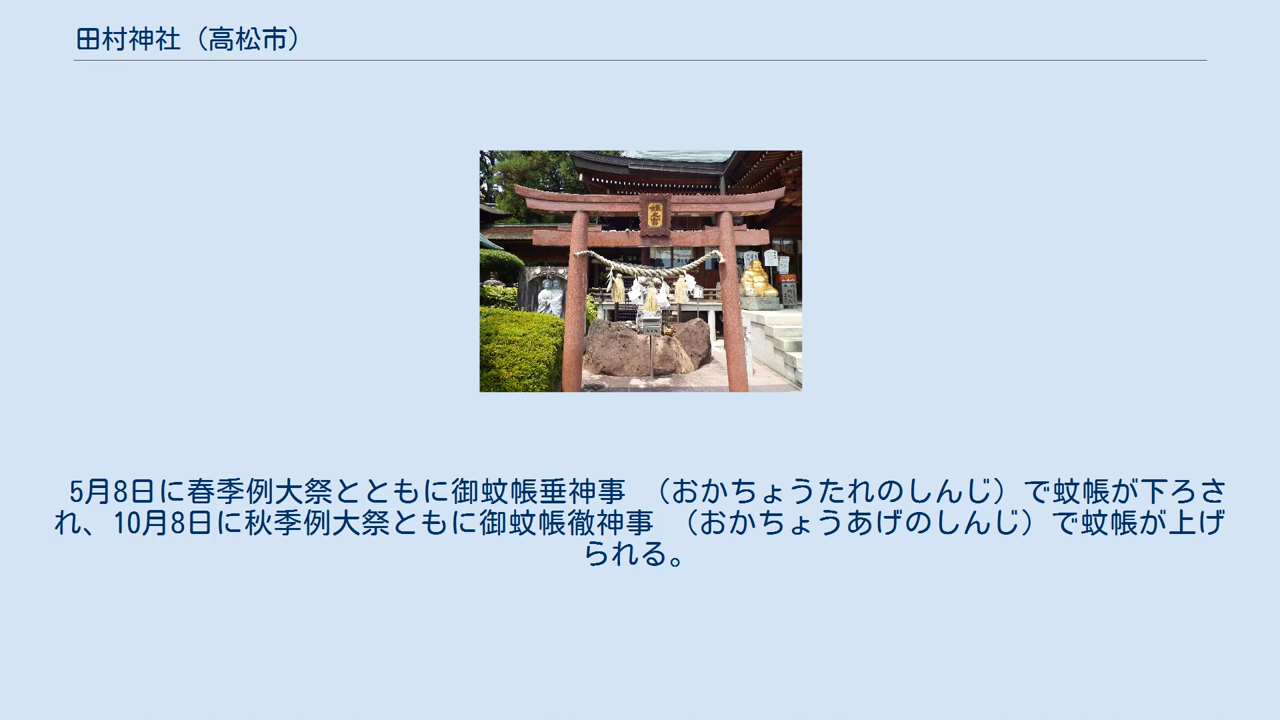 田村神社（高松市）
5月8日に春季例大祭とともに御蚊帳垂神事　（おかちょうたれのしんじ）で蚊帳が下ろさ
れ、10月8日に秋季例大祭ともに御蚊帳徹神事　（おかちょうあげのしんじ）で蚊帳が上げ
られる。